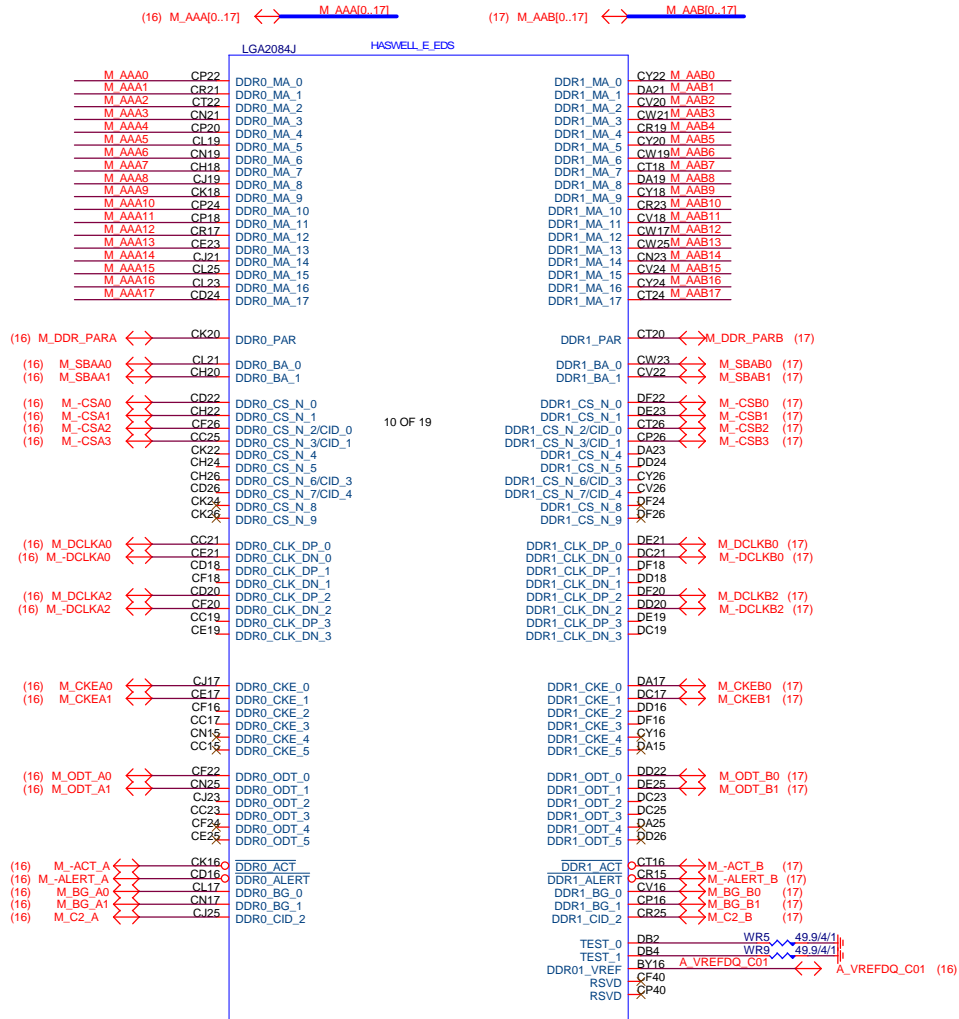 (16) M_AAA[0..17] M_AAA[0..17] (17) M_AAB[0..17] M_AAB[0..17]
LGA2084J HASWELL_E_EDS
M_AAA0 CP22 DDR0_MA_0 DDR1_MA_0 CY22 M_AAB0
M_AAA1 CR21 DDR0_MA_1 DDR1_MA_1 DA21 M_AAB1
M_AAA2 CT22 DDR0_MA_2 DDR1_MA_2 CV20 M_AAB2
M_AAA3 CN21 DDR0_MA_3 DDR1_MA_3 CW21 M_AAB3
M_AAA4 CP20 DDR0_MA_4 DDR1_MA_4 CR19 M_AAB4
M_AAA5 CL19 DDR0_MA_5 DDR1_MA_5 CY20 M_AAB5
M_AAA6 CN19 DDR0_MA_6 DDR1_MA_6 CW19 M_AAB6
M_AAA7 CH18 DDR0_MA_7 DDR1_MA_7 CT18 M_AAB7
M_AAA8 CJ19 DDR0_MA_8 DDR1_MA_8 DA19 M_AAB8
M_AAA9 CK18 DDR0_MA_9 DDR1_MA_9 CY18 M_AAB9
M_AAA10 CP24 DDR0_MA_10 DDR1_MA_10 CR23 M_AAB10
M_AAA11 CP18 DDR0_MA_11 DDR1_MA_11 CV18 M_AAB11
M_AAA12 CR17 DDR0_MA_12 DDR1_MA_12 CW17 M_AAB12
M_AAA13 CE23 DDR0_MA_13 DDR1_MA_13 CW25 M_AAB13
M_AAA14 CJ21 DDR0_MA_14 DDR1_MA_14 CN23 M_AAB14
M_AAA15 CL25 DDR0_MA_15 DDR1_MA_15 CV24 M_AAB15
M_AAA16 CL23 DDR0_MA_16 DDR1_MA_16 CY24 M_AAB16
M_AAA17 CD24 DDR0_MA_17 DDR1_MA_17 CT24 M_AAB17
(16) M_DDR_PARA CK20 DDR0_PAR DDR1_PAR CT20 M_DDR_PARB (17)
(16) M_SBAA0 CL21 DDR0_BA_0 DDR1_BA_0 CW23 M_SBAB0 (17)
(16) M_SBAA1 CH20 DDR0_BA_1 DDR1_BA_1 CV22 M_SBAB1 (17)
(16) M_-CSA0 CD22 DDR0_CS_N_0 DDR1_CS_N_0 DF22 M_-CSB0 (17)
(16) M_-CSA1 CH22 DDR0_CS_N_1 DDR1_CS_N_1 DE23 M_-CSB1 (17)
(16) M_-CSA2 CF26 DDR0_CS_N_2/CID_0 10 OF 19 DDR1_CS_N_2/CID_0 CT26 M_-CSB2 (17)
(16) M_-CSA3 CC25 DDR0_CS_N_3/CID_1 DDR1_CS_N_3/CID_1 CP26 M_-CSB3 (17)
CK22 DDR0_CS_N_4 DDR1_CS_N_4 DA23
CH24 DDR0_CS_N_5 DDR1_CS_N_5 DD24
CH26 DDR0_CS_N_6/CID_3 DDR1_CS_N_6/CID_3 CY26
CD26 DDR0_CS_N_7/CID_4 DDR1_CS_N_7/CID_4 CV26
CK24 DDR0_CS_N_8 DDR1_CS_N_8 DF24
CK26 DDR0_CS_N_9 DDR1_CS_N_9 DF26
(16) M_DCLKA0 CC21 DDR0_CLK_DP_0 DDR1_CLK_DP_0 DE21 M_DCLKB0 (17)
(16) M_-DCLKA0 CE21 DDR0_CLK_DN_0 DDR1_CLK_DN_0 DC21 M_-DCLKB0 (17)
CD18 DDR0_CLK_DP_1 DDR1_CLK_DP_1 DF18
CF18 DDR0_CLK_DN_1 DDR1_CLK_DN_1 DD18
(16) M_DCLKA2 CD20 DDR0_CLK_DP_2 DDR1_CLK_DP_2 DF20 M_DCLKB2 (17)
(16) M_-DCLKA2 CF20 DDR0_CLK_DN_2 DDR1_CLK_DN_2 DD20 M_-DCLKB2 (17)
CC19 DDR0_CLK_DP_3 DDR1_CLK_DP_3 DE19
CE19 DDR0_CLK_DN_3 DDR1_CLK_DN_3 DC19
(16) M_CKEA0 CJ17 DDR0_CKE_0 DDR1_CKE_0 DA17 M_CKEB0 (17)
(16) M_CKEA1 CE17 DDR0_CKE_1 DDR1_CKE_1 DC17 M_CKEB1 (17)
CF16 DDR0_CKE_2 DDR1_CKE_2 DD16
CC17 DDR0_CKE_3 DDR1_CKE_3 DF16
CN15 DDR0_CKE_4 DDR1_CKE_4 CY16
CC15 DDR0_CKE_5 DDR1_CKE_5 DA15
(16) M_ODT_A0 CF22 DDR0_ODT_0 DDR1_ODT_0 DD22 M_ODT_B0 (17)
(16) M_ODT_A1 CN25 DDR0_ODT_1 DDR1_ODT_1 DE25 M_ODT_B1 (17)
CJ23 DDR0_ODT_2 DDR1_ODT_2 DC23
CC23 DDR0_ODT_3 DDR1_ODT_3 DC25
CF24 DDR0_ODT_4 DDR1_ODT_4 DA25
CE25 DDR0_ODT_5 DDR1_ODT_5 DD26
(16) M_-ACT_A CK16 DDR0_ACT DDR1_ACT CT16 M_-ACT_B (17)
(16) M_-ALERT_A CD16 DDR0_ALERT DDR1_ALERT CR15 M_-ALERT_B (17)
(16) M_BG_A0 CL17 DDR0_BG_0 DDR1_BG_0 CV16 M_BG_B0 (17)
(16) M_BG_A1 CN17 DDR0_BG_1 DDR1_BG_1 CP16 M_BG_B1 (17)
(16) M_C2_A CJ25 DDR0_CID_2 DDR1_CID_2 CR25 M_C2_B (17)
TEST_0 DB2 WR5 49.9/4/1
TEST_1 DB4 WR9 49.9/4/1
DDR01_VREF BY16 A_VREFDQ_C01 A_VREFDQ_C01 (16)
RSVD CF40
RSVD CP40